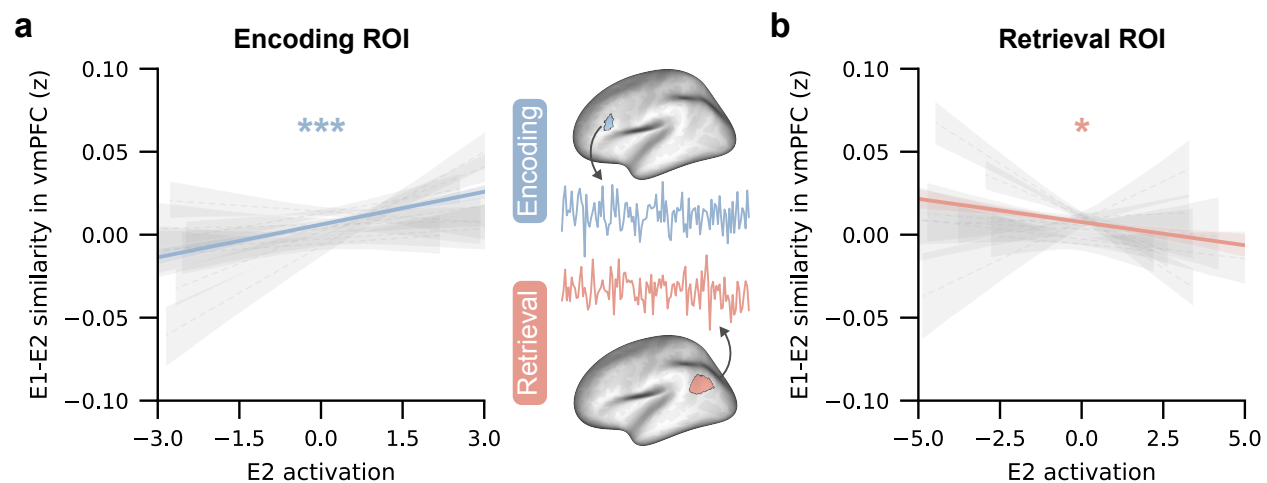 a
Encoding ROI
E1-E2 similarity in vmPFC (z)
0.10
0.05
0.00
−0.05
−0.10
***
−3.0 −1.5 0.0 1.5 3.0
E2 activation
Encoding
Retrieval
b
Retrieval ROI
E1-E2 similarity in vmPFC (z)
0.10
0.05
0.00
−0.05
−0.10
*
−5.0 −2.5 0.0 2.5 5.0
E2 activation